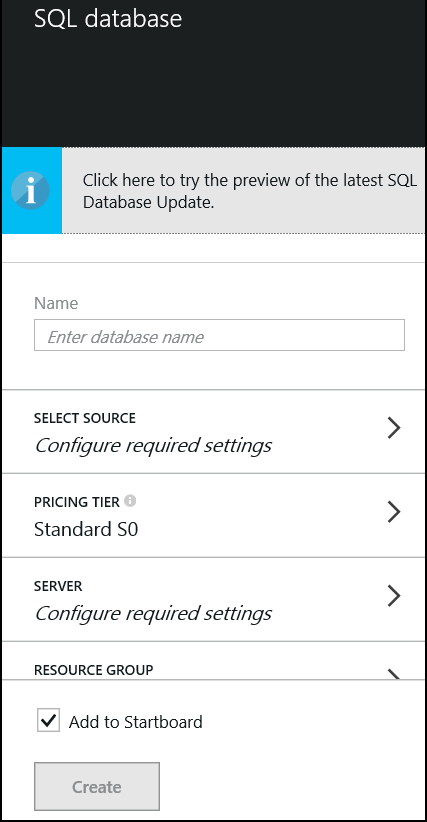 SQL database
Click here to try the preview of the latest SQL
Database Update.
Name
Enter database name
SELECT SOURCE
Configure required settings
PRICING TIER
Standard S0
SERVER
Configure required settings
RESOURCE GROUP
Add to Startboard
Create